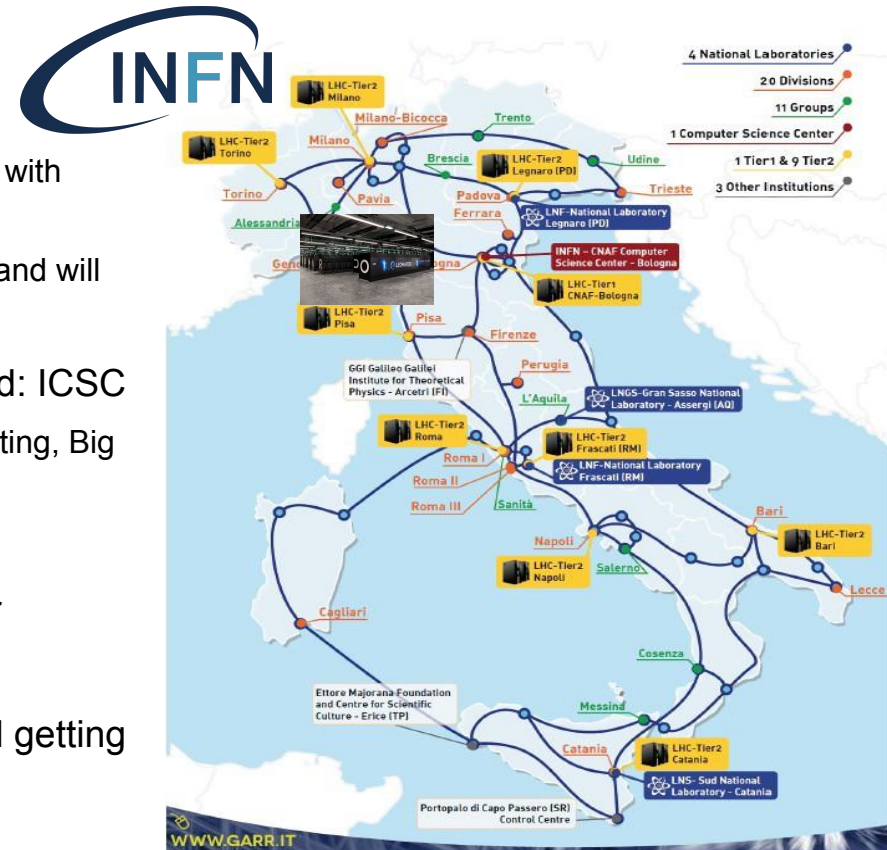 INFN
with
and will
d: ICSC
ting, Big
.
l getting
4 National Laboratories
20 Divisions
11 Groups
1 Computer Science Center
1 Tier1 & 9 Tier2
3 Other Institutions
LHC-Tier2
Milano
Milano-Bicocca
Trento
LHC-Tier2
Torino
Milano
Brescia
LHC-Tier2
Legnaro (PD)
Udine
Torino
Pavia
Padova
Trieste
Alessandria
Ferrara
LNF-National Laboratory
Legnaro (PD)
Geno
ogna
INFN - CNAF Computer
Science Center - Bologna
LHC-Tier1
CNAF-Bologna
LHC-Tier2
Pisa
Pisa
Firenze
GGI Galileo Galilei
Institute for Theoretical
Physics - Arcetri (FI)
Perugia
L'Aquila
LNGS-Gran Sasso National
Laboratory - Assergi (AQ)
LHC-Tier2
Roma
LHC-Tier2
Frascati (RM)
Roma I
LNF-National Laboratory
Frascati (RM)
Roma II
Roma III
Sanità
Bari
Napoli
LHC-Tier2
Bari
LHC-Tier2
Napoli
Salerno
Lecce
Cagliari
Cosenza
Ettore Majorana Foundation
and Centre for Scientific
Culture - Erice (TP)
Messina
Catania
LHC-Tier2
Catania
LNS- Sud National
Laboratory - Catania
Portopalo di Capo Passero (SR)
Control Centre
WWW.GARR.IT